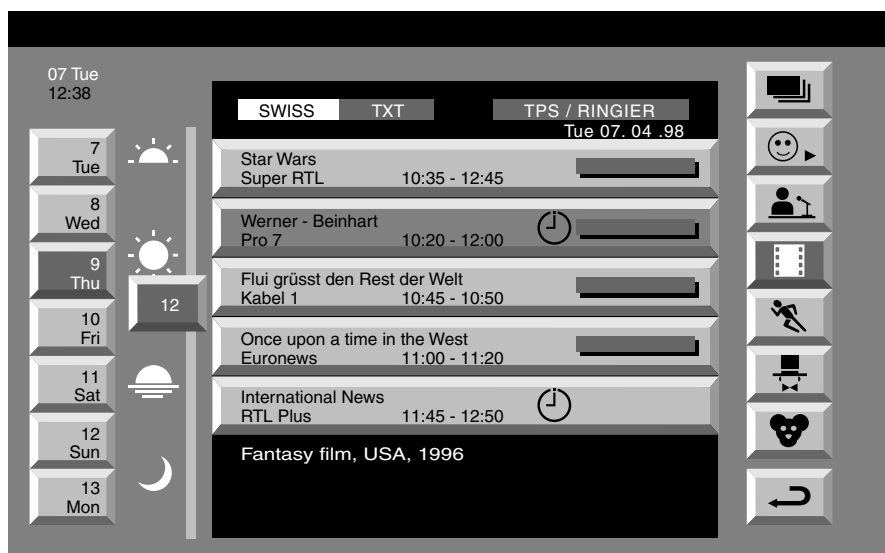 07 Tue
12:38
7
Tue
8
Wed
9
Thu
10
Fri
11
Sat
12
Sun
13
Mon
12
SWISS TXT TPS / RINGIER
Tue 07. 04 .98
Star Wars
Super RTL 10:35 - 12:45
Werner - Beinhart
Pro 7 10:20 - 12:00
Flui grüsst den Rest der Welt
Kabel 1 10:45 - 10:50
Once upon a time in the West
Euronews 11:00 - 11:20
International News
RTL Plus 11:45 - 12:50
Fantasy film, USA, 1996